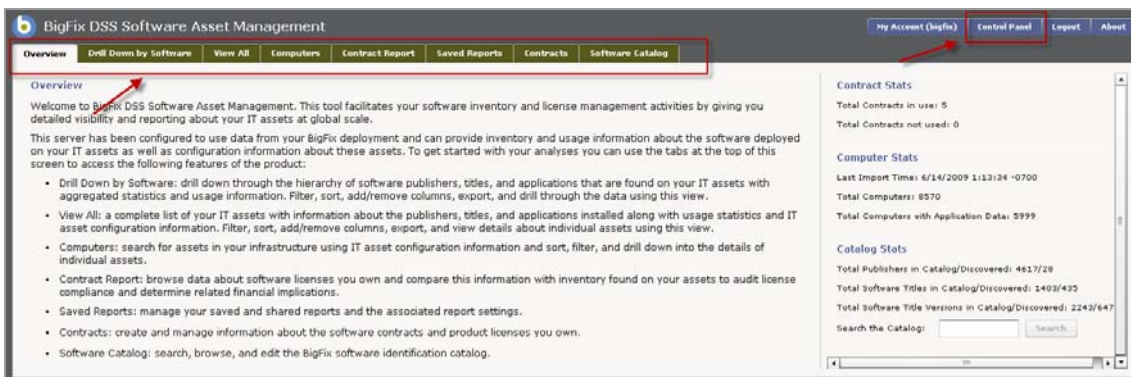 BigFix DSS Software Asset Management
My Account (bigfix) Control Panel Logout About
Overview Drill Down by Software View All Computers Contract Report Saved Reports Contracts Software Catalog
Overview
Welcome to BigFix DSS Software Asset Management. This tool facilitates your software inventory and license management activities by giving you
detailed visibility and reporting about your IT assets at global scale.
This server has been configured to use data from your BigFix deployment and can provide inventory and usage information about the software deployed
on your IT assets as well as configuration information about these assets. To get started with your analyses you can use the tabs at the top of this
screen to access the following features of the product:
• Drill Down by Software: drill down through the hierarchy of software publishers, titles, and applications that are found on your IT assets with
aggregated statistics and usage information. Filter, sort, add/remove columns, export, and drill through the data using this view.
• View All: a complete list of your IT assets with information about the publishers, titles, and applications installed along with usage statistics and IT
asset configuration information. Filter, sort, add/remove columns, export, and view details about individual assets using this view.
• Computers: search for assets in your infrastructure using IT asset configuration information and sort, filter, and drill down into the details of
individual assets.
• Contract Report: browse data about software licenses you own and compare this information with inventory found on your assets to audit license
compliance and determine related financial implications.
• Saved Reports: manage your saved and shared reports and the associated report settings.
• Contracts: create and manage information about the software contracts and product licenses you own.
• Software Catalog: search, browse, and edit the BigFix software identification catalog.
Contract Stats
Total Contracts in use: 5
Total Contracts not used: 0
Computer Stats
Last Import Time: 6/14/2009 1:13:34 -0700
Total Computers: 8570
Total Computers with Application Data: 5999
Catalog Stats
Total Publishers in Catalog/Discovered: 4617/28
Total Software Titles in Catalog/Discovered: 1403/435
Total Software Title Versions in Catalog/Discovered: 2243/647
Search the Catalog: Search